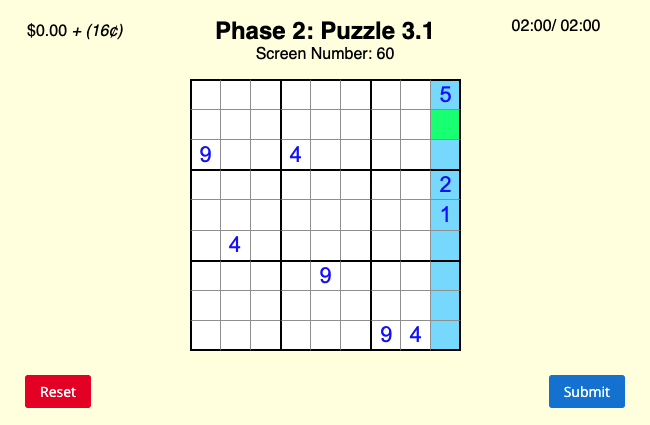 $0.00 + (16¢)
Phase 2: Puzzle 3.1
02:00/ 02:00
Screen Number: 60
5
9 4
2
1
4
9
9 4
Reset
Submit